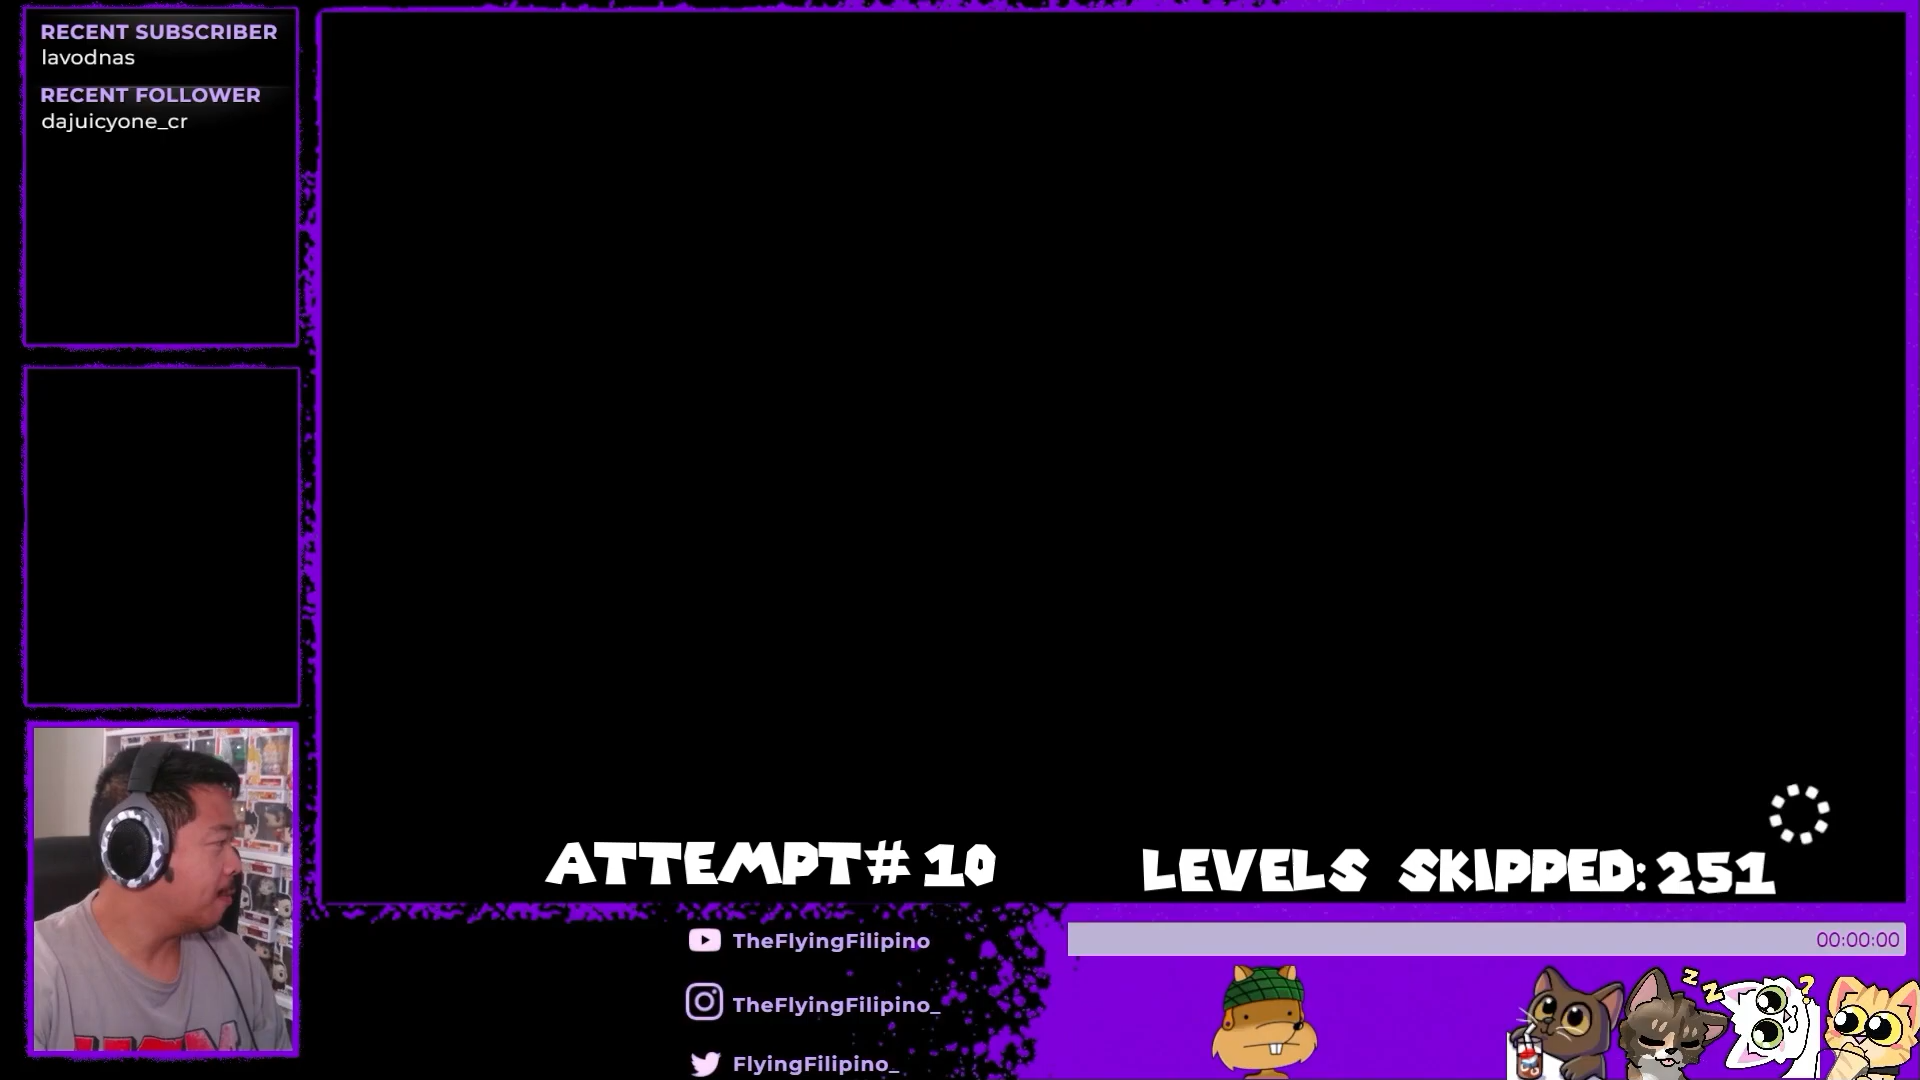 RECENT SUBSCRIBER
lavodnas
RECENT FOLLOWER
dajuicyone_cr
ATTEMPT# 10
LEVELS SKIPPED: 251
TheFlyingFilipino
00:00:00
TheFlyingFilipino_
FlyingFilipino_
z z ?